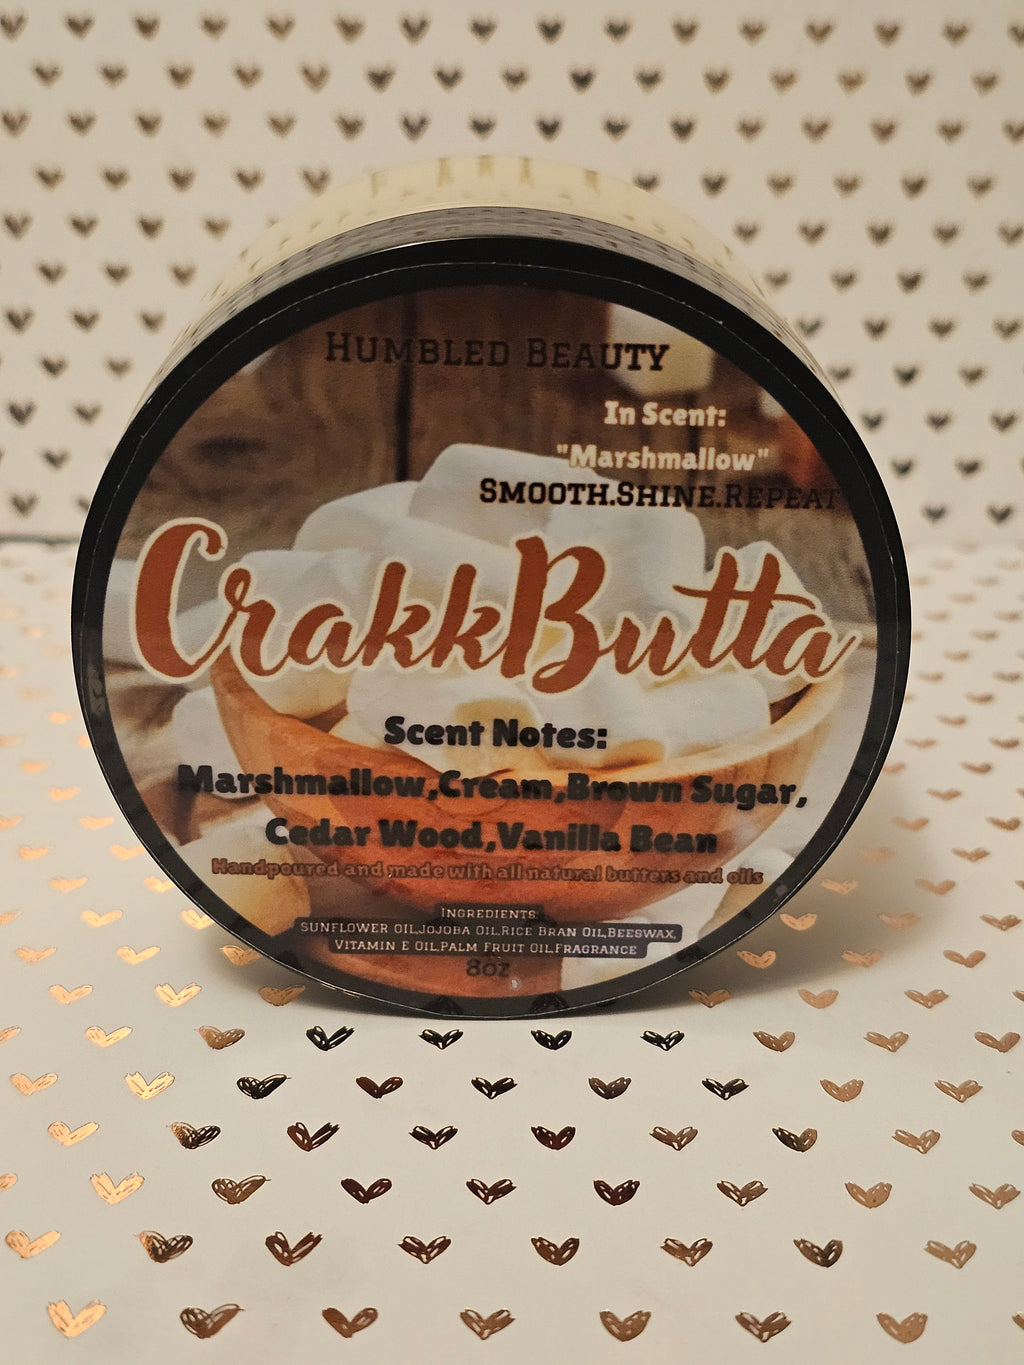 Humbled Beauty
In Scent:
"Marshmallow"
Smooth.Shine.Repeat
CrakkButta
Scent Notes:
Marshmallow,Cream,Brown Sugar,
Cedar Wood,Vanilla Bean
Handpoured and made with all natural butters and oils
Ingredients:
Sunflower Oil,Jojoba Oil,Rice Bran Oil,Beeswax,
Vitamin E Oil,Palm Fruit Oil,Fragrance
8oz